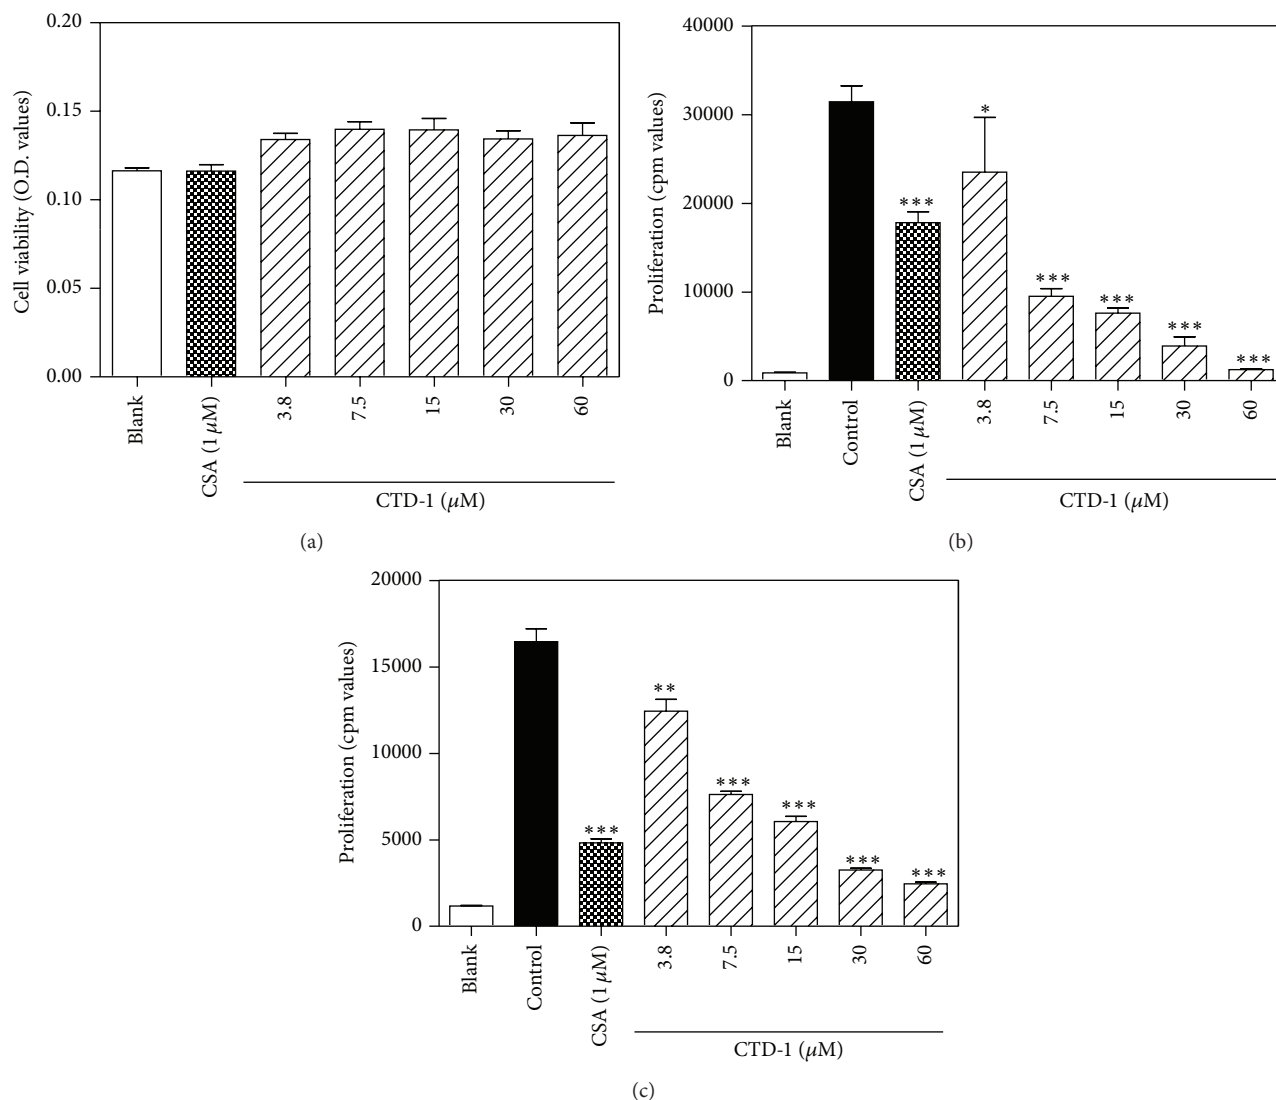 0.20
0.15
0.10
0.05
0.00
Cell viability (O.D. values)
Blank
CSA (1 μM)
3.8
7.5
15
30
60
CTD-1 (μM)
(a)
40000
30000
20000
10000
0
Proliferation (cpm values)
***
*
***
***
***
***
Blank
Control
CSA (1 μM)
3.8
7.5
15
30
60
CTD-1 (μM)
(b)
20000
15000
10000
5000
0
Proliferation (cpm values)
***
**
***
***
***
***
Blank
Control
CSA (1 μM)
3.8
7.5
15
30
60
CTD-1 (μM)
(c)